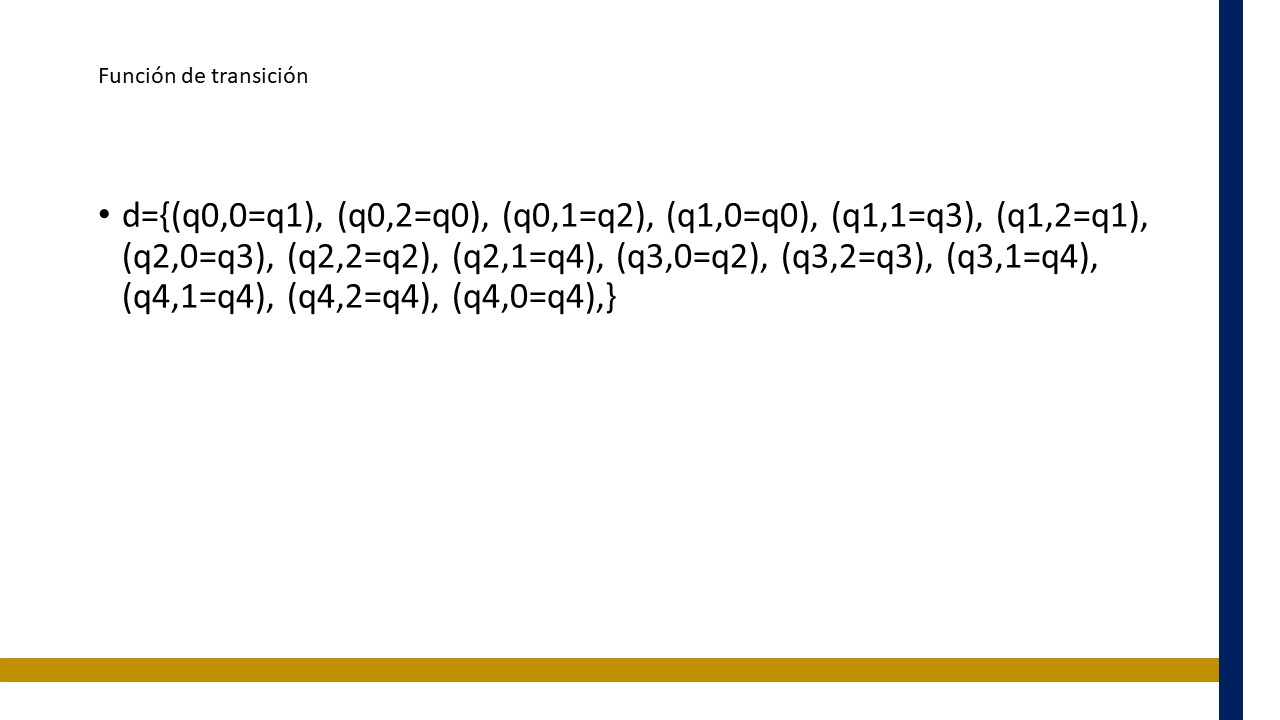 Función de transición
• d={(q0,0=q1), (q0,2=q0), (q0,1=q2), (q1,0=q0), (q1,1=q3), (q1,2=q1),
(q2,0=q3), (q2,2=q2), (q2,1=q4), (q3,0=q2), (q3,2=q3), (q3,1=q4),
(q4,1=q4), (q4,2=q4), (q4,0=q4),}